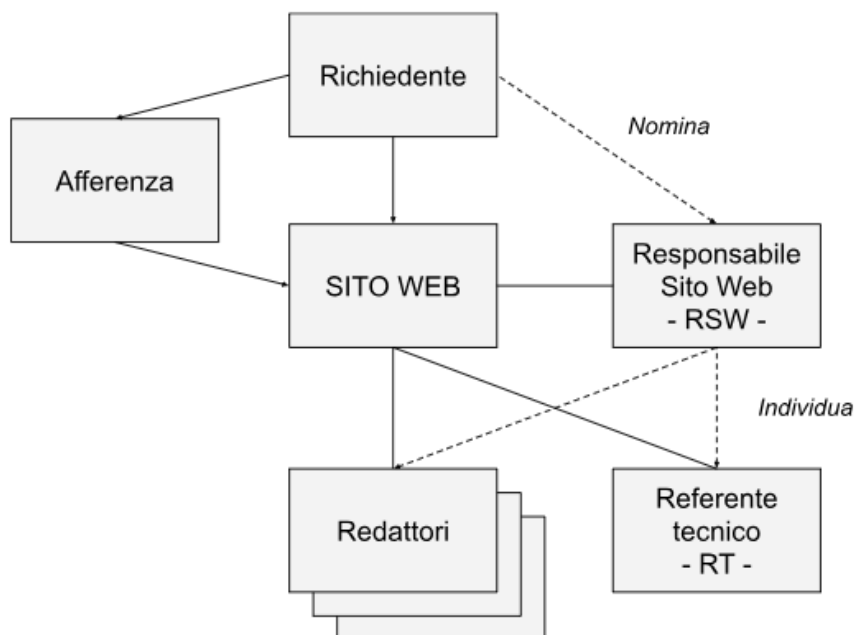 Richiedente
Nomina
Afferenza
SITO WEB
Responsabile
Sito Web
- RSW -
Individua
Redattori
Referente
tecnico
- RT -